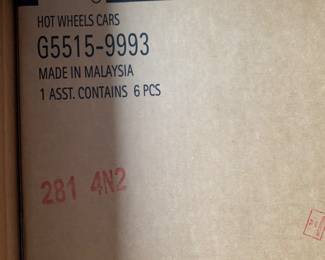 HOT WHEELS CARS
G5515-9993
MADE IN MALAYSIA
1 ASST. CONTAINS 6 PCS
281 4N2